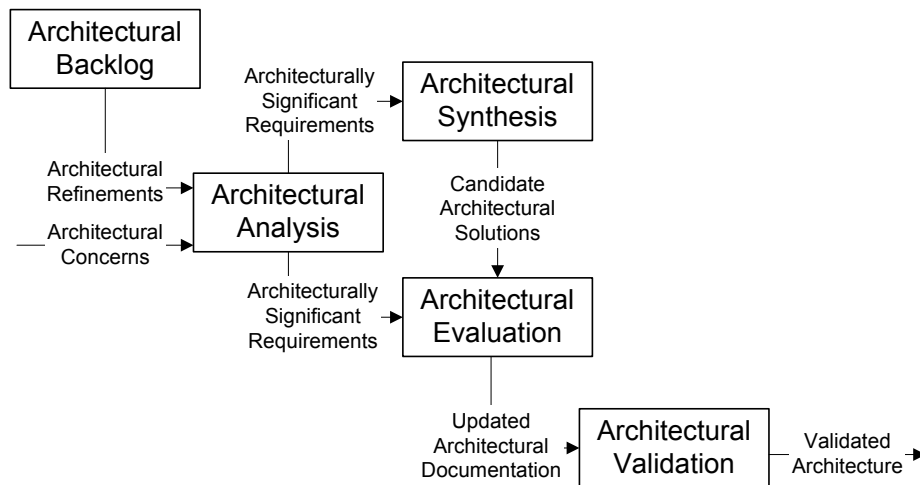 Architectural
Backlog
Architecturally
Significant
Requirements
Architectural
Synthesis
Architectural
Refinements
Architectural
Analysis
Candidate
Architectural
Solutions
Architectural
Concerns
Architecturally
Significant
Requirements
Architectural
Evaluation
Updated
Architectural
Documentation
Architectural
Validation
Validated
Architecture